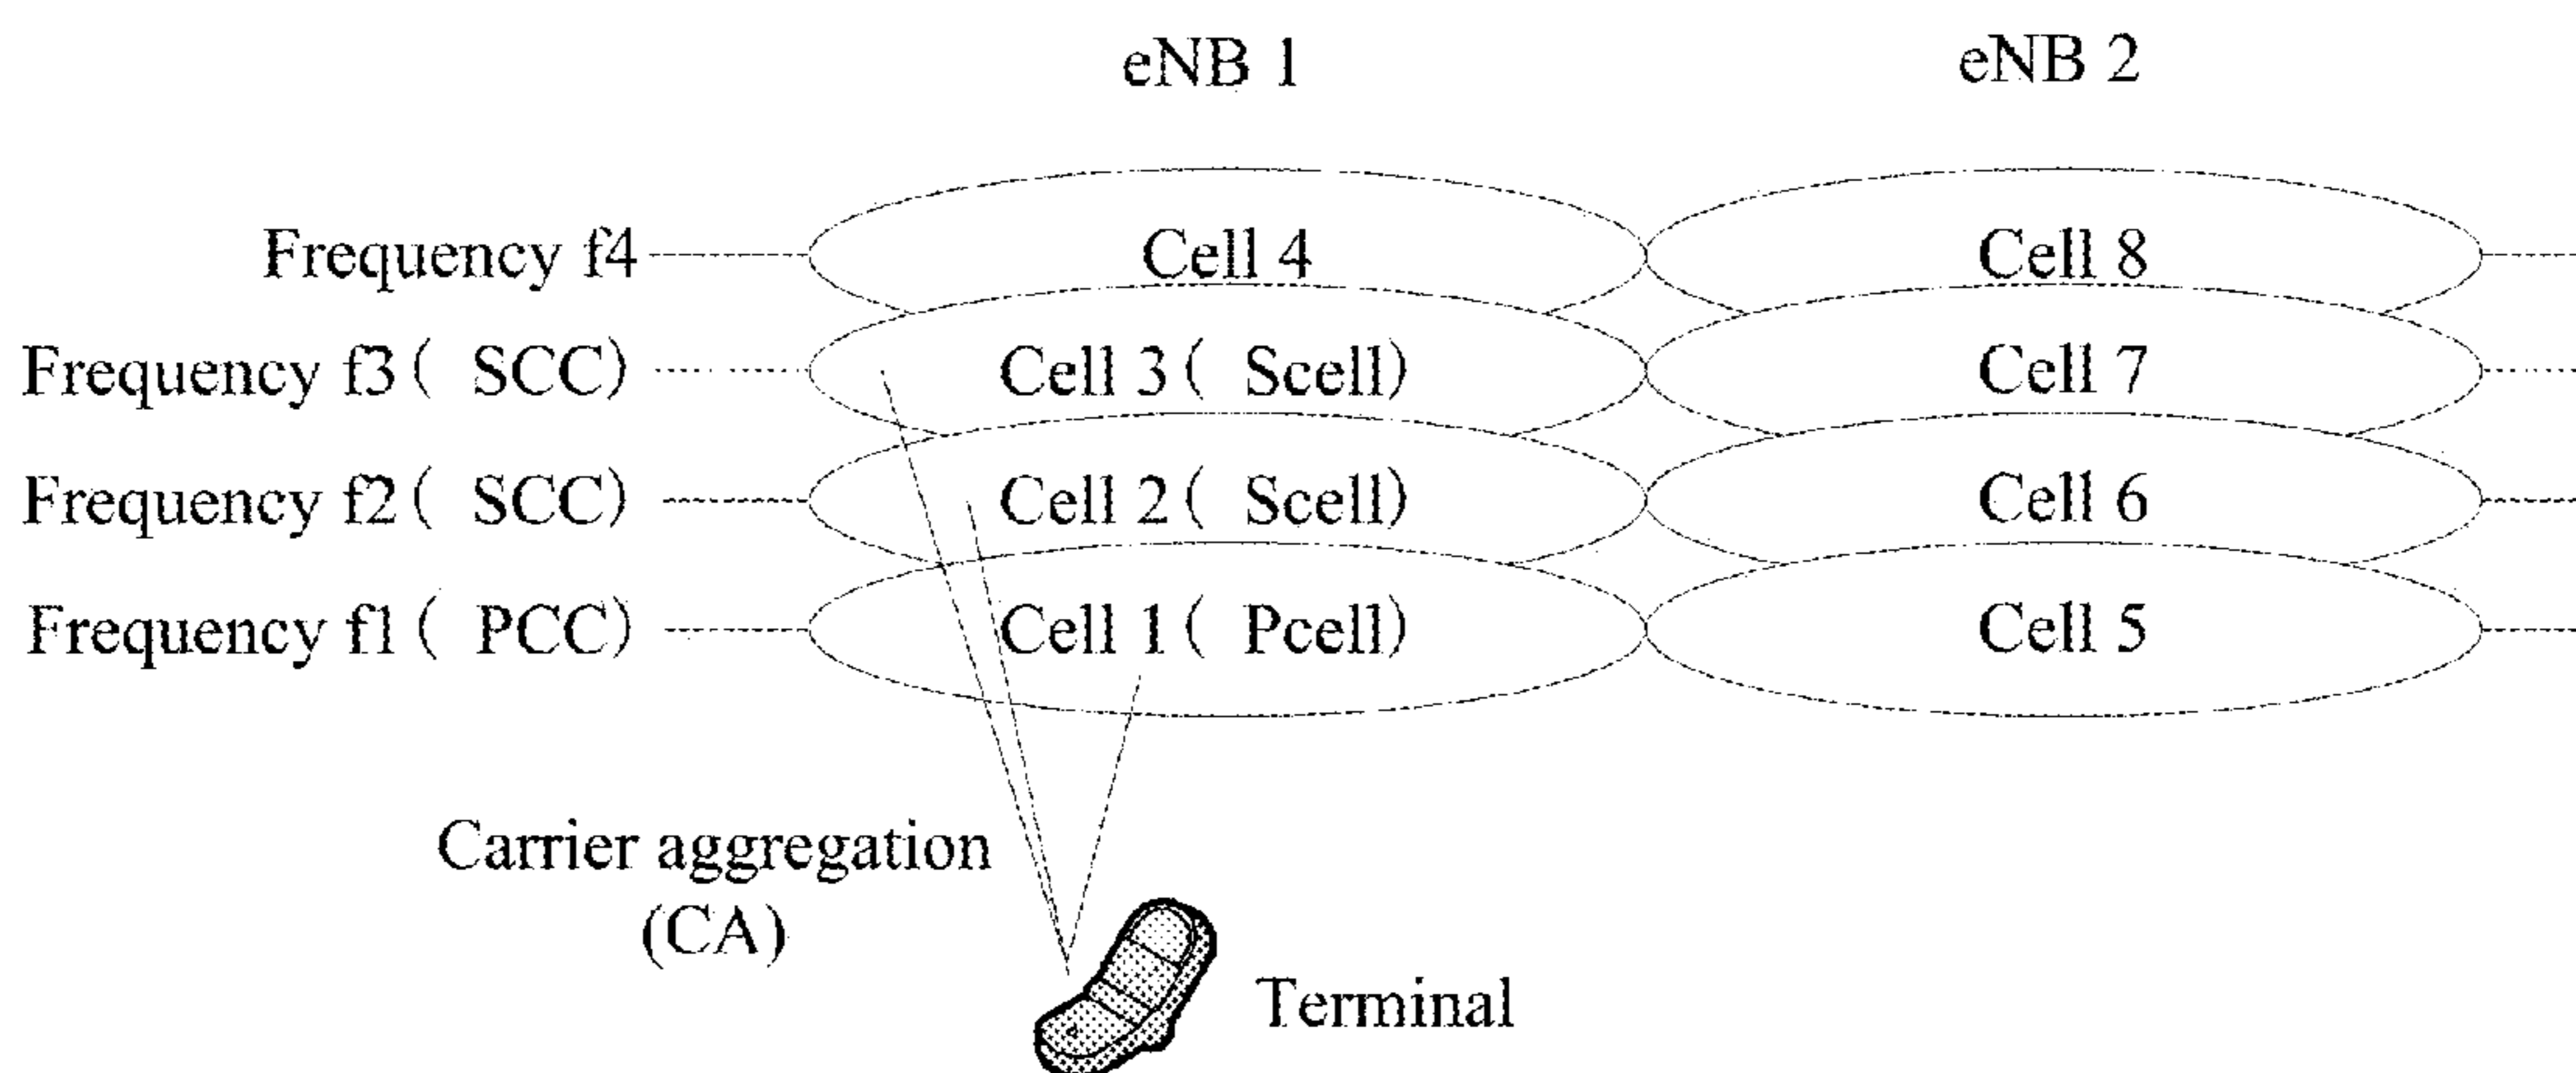 eNB 1 eNB 2
Frequency f4 Cell 4 Cell 8
Frequency f3 ( SCC) Cell 3 ( Scell) Cell 7
Frequency f2 ( SCC) Cell 2 ( Scell) Cell 6
Frequency f1 ( PCC) Cell 1 ( Pcell) Cell 5
Carrier aggregation
(CA)
Terminal